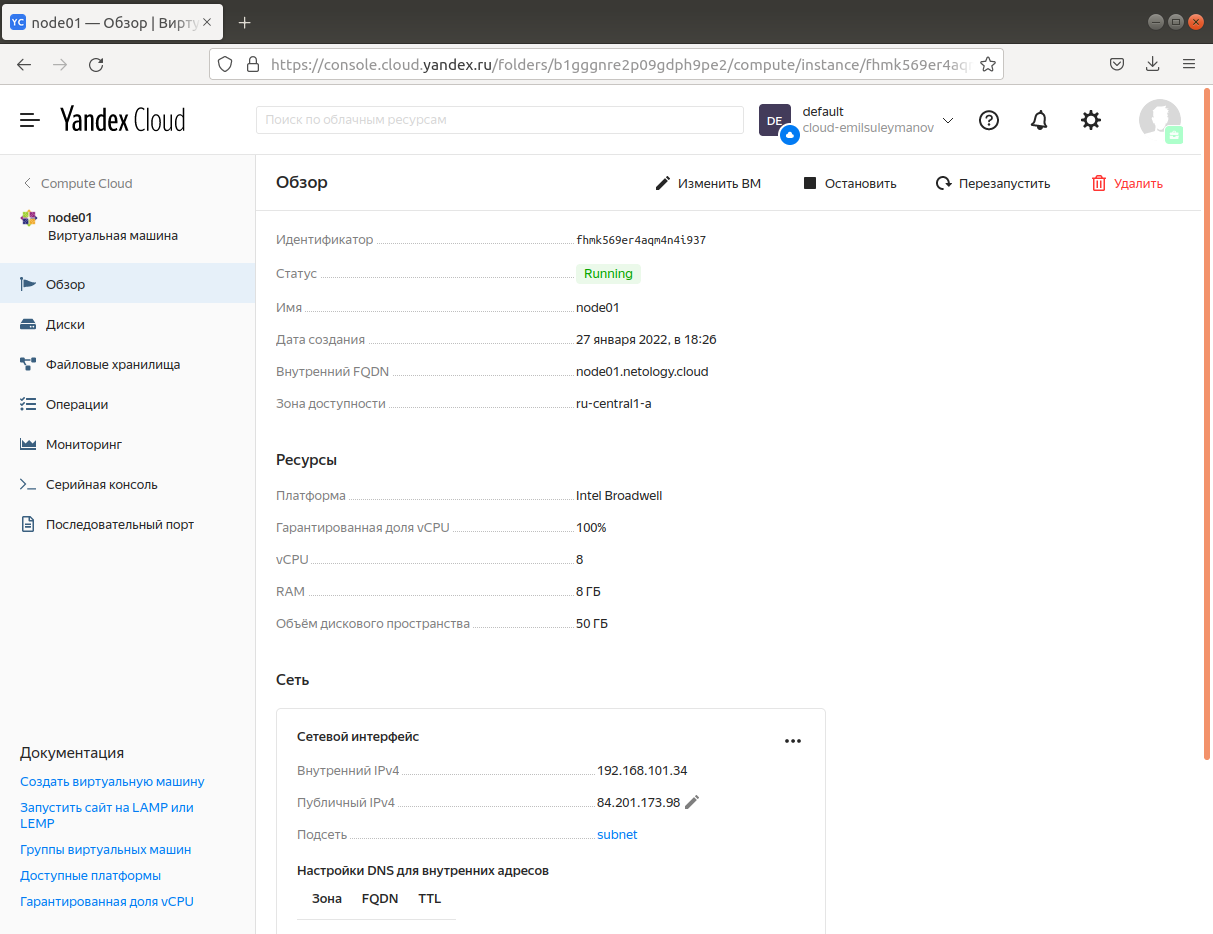 YC node01 — Обзор | Вирту
https://console.cloud.yandex.ru/folders/b1gggnre2p09gdph9pe2/compute/instance/fhmk569er4aq
Yandex Cloud
Поиск по облачным ресурсам
DE
default
cloud-emilsuleymanov
Compute Cloud
node01
Виртуальная машина
Обзор
Диски
Файловые хранилища
Операции
Мониторинг
Серийная консоль
Последовательный порт
Документация
Создать виртуальную машину
Запустить сайт на LAMP или
LEMP
Группы виртуальных машин
Доступные платформы
Гарантированная доля vCPU
Обзор
Изменить ВМ
Остановить
Перезапустить
Удалить
Идентификатор fhmk569er4aqm4n4i937
Статус Running
Имя node01
Дата создания 27 января 2022, в 18:26
Внутренний FQDN node01.netology.cloud
Зона доступности ru-central1-a
Ресурсы
Платформа Intel Broadwell
Гарантированная доля vCPU 100%
vCPU 8
RAM 8 ГБ
Объём дискового пространства 50 ГБ
Сеть
Сетевой интерфейс
Внутренний IPv4 192.168.101.34
Публичный IPv4 84.201.173.98
Подсеть subnet
Настройки DNS для внутренних адресов
Зона FQDN TTL